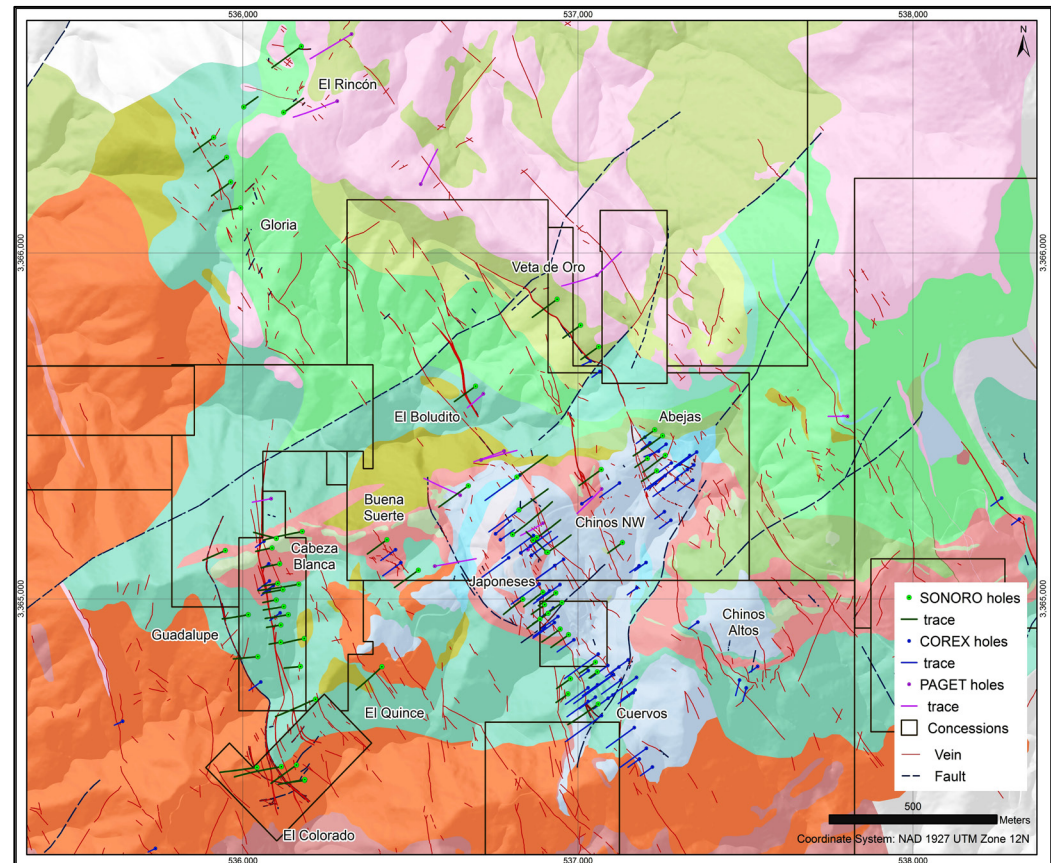 536,000
537,000
538,000
N
El Rincón
Gloria
3,366,000
3,366,000
Veta de Oro
El Boludito
Abejas
Buena
Suerte
Chinos NW
Cabeza
Blanca
Japoneses
3,365,000
3,365,000
Guadalupe
Chinos
Altos
El Quince
Cuervos
El Colorado
SONORO holes
trace
COREX holes
trace
PAGET holes
trace
Concessions
Vein
Fault
500
Meters
Coordinate System: NAD 1927 UTM Zone 12N
536,000
537,000
538,000